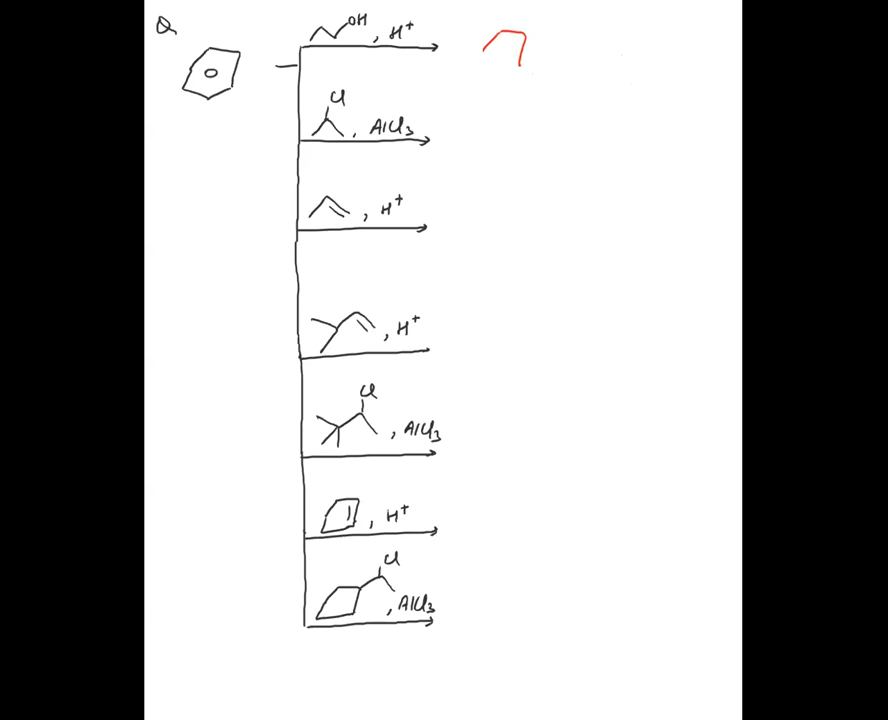 Q
OH
, H⁺
Cl
, AlCl₃
, H⁺
, H⁺
Cl
, AlCl₃
, H⁺
Cl
, AlCl₃